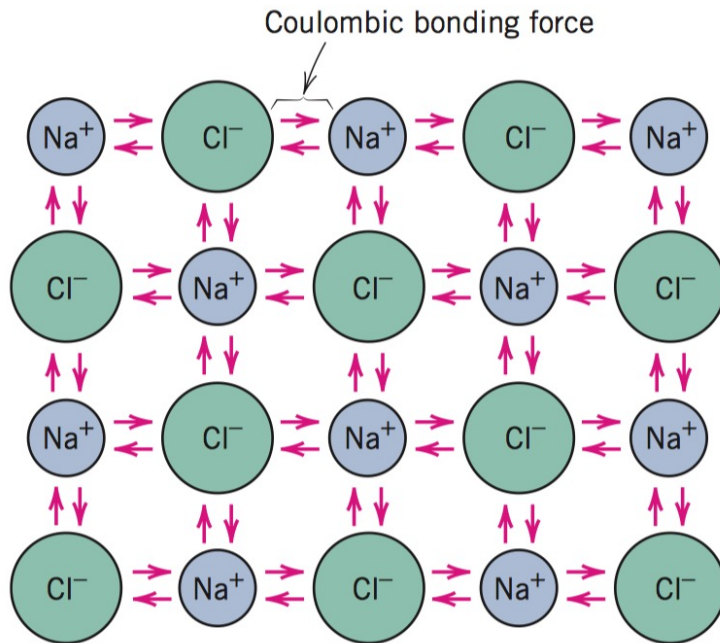 Coulombic bonding force
Na⁺ Cl⁻ Na⁺ Cl⁻ Na⁺
Cl⁻ Na⁺ Cl⁻ Na⁺ Cl⁻
Na⁺ Cl⁻ Na⁺ Cl⁻ Na⁺
Cl⁻ Na⁺ Cl⁻ Na⁺ Cl⁻